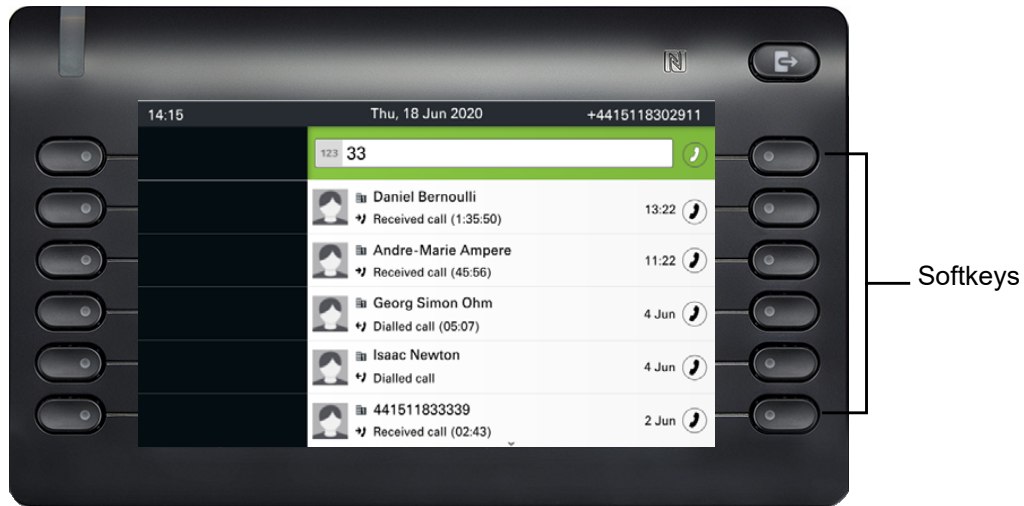 14:15 Thu, 18 Jun 2020 +4415118302911
123 33
Daniel Bernoulli
Received call (1:35:50) 13:22
Andre-Marie Ampere
Received call (45:56) 11:22
Georg Simon Ohm
Dialled call (05:07) 4 Jun
Isaac Newton
Dialled call 4 Jun
441511833339
Received call (02:43) 2 Jun
Softkeys